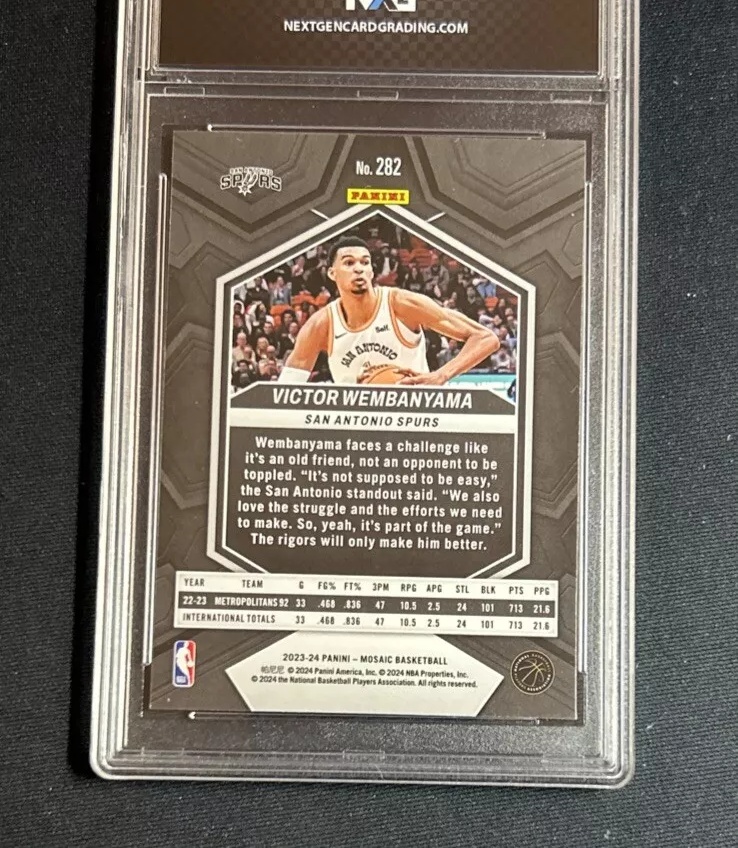 NXG
NEXTGENCARDGRADING.COM
No. 282
SAN ANTONIO
SPURS
PANINI
Self.
SAN ANTONIO
VICTOR WEMBANYAMA
SAN ANTONIO SPURS
Wembanyama faces a challenge like
it's an old friend, not an opponent to be
toppled. "It's not supposed to be easy,"
the San Antonio standout said. "We also
love the struggle and the efforts we need
to make. So, yeah, it's part of the game."
The rigors will only make him better.
YEAR TEAM G FG% FT% 3PM RPG APG STL BLK PTS PPG
22-23 METROPOLITANS 92 33 .468 .836 47 10.5 2.5 24 101 713 21.6
INTERNATIONAL TOTALS 33 .468 .836 47 10.5 2.5 24 101 713 21.6
2023-24 PANINI – MOSAIC BASKETBALL
帕尼尼 © 2024 Panini America, Inc. © 2024 NBA Properties, Inc.
© 2024 the National Basketball Players Association. All rights reserved.
NBA